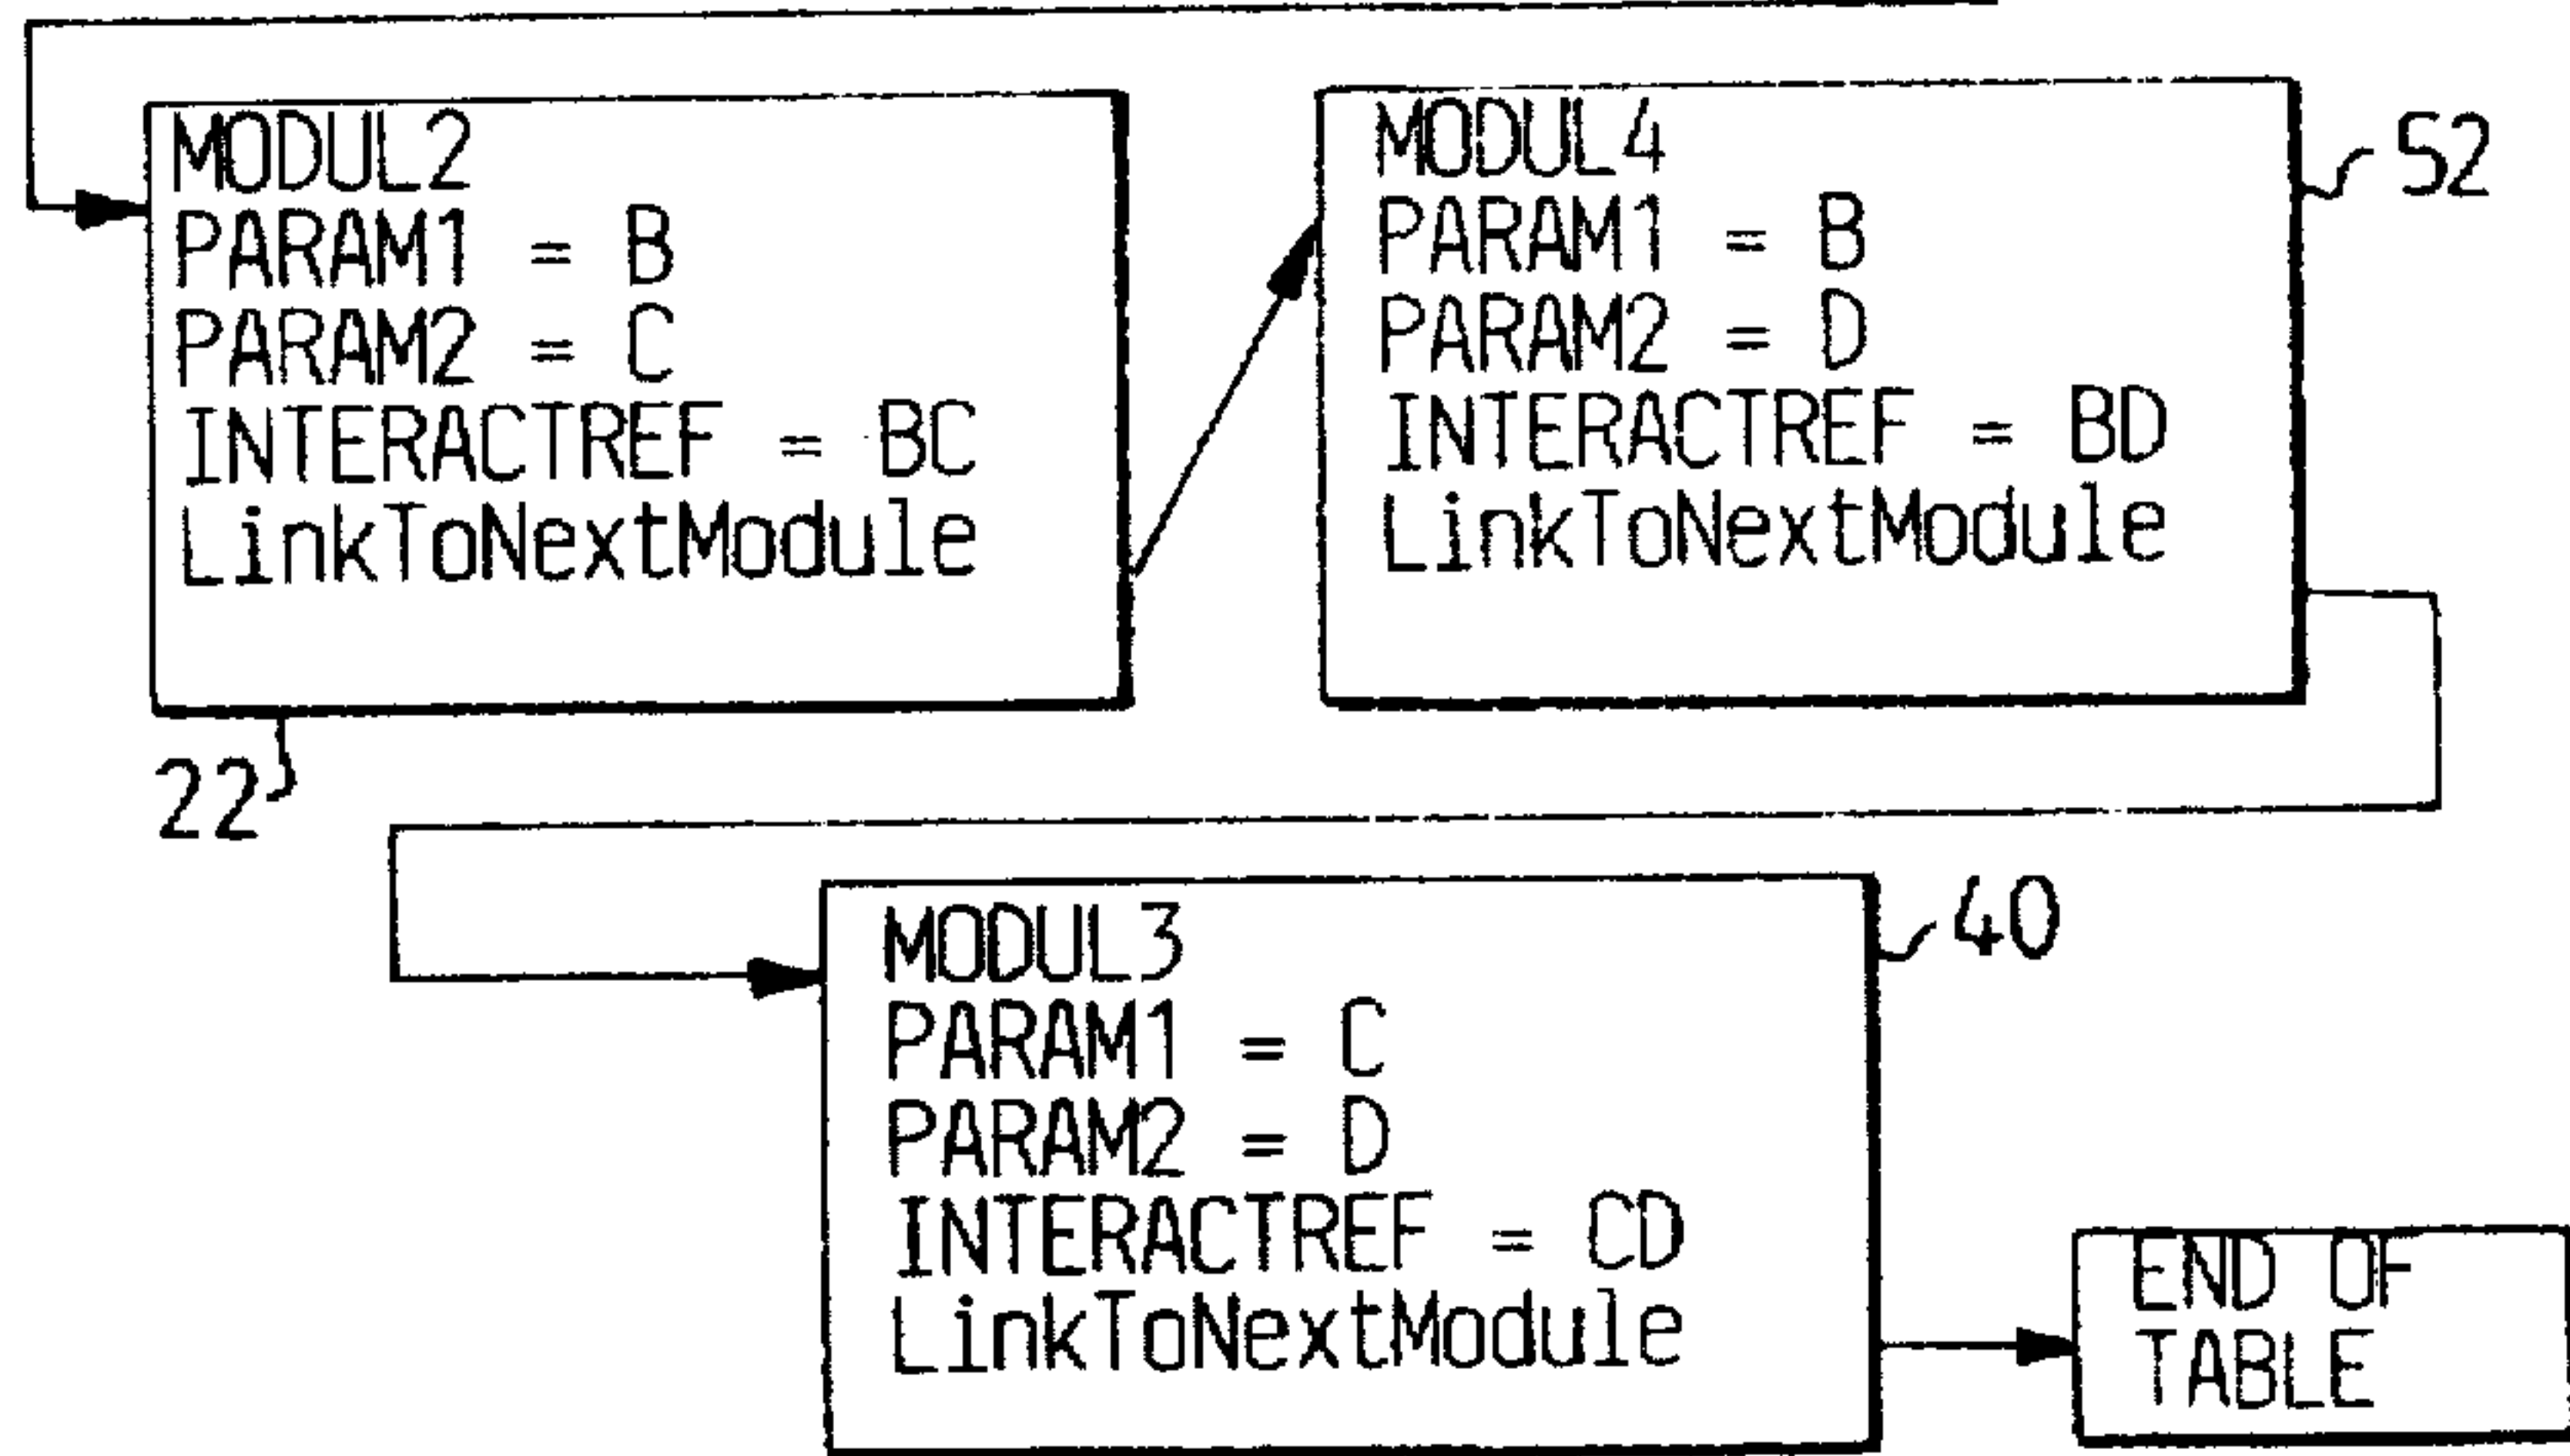 MODUL2
PARAM1 = B
PARAM2 = C
INTERACTREF = BC
LinkToNextModule
22
MODUL4
PARAM1 = B
PARAM2 = D
INTERACTREF = BD
LinkToNextModule
52
MODUL3
PARAM1 = C
PARAM2 = D
INTERACTREF = CD
LinkToNextModule
40
END OF
TABLE